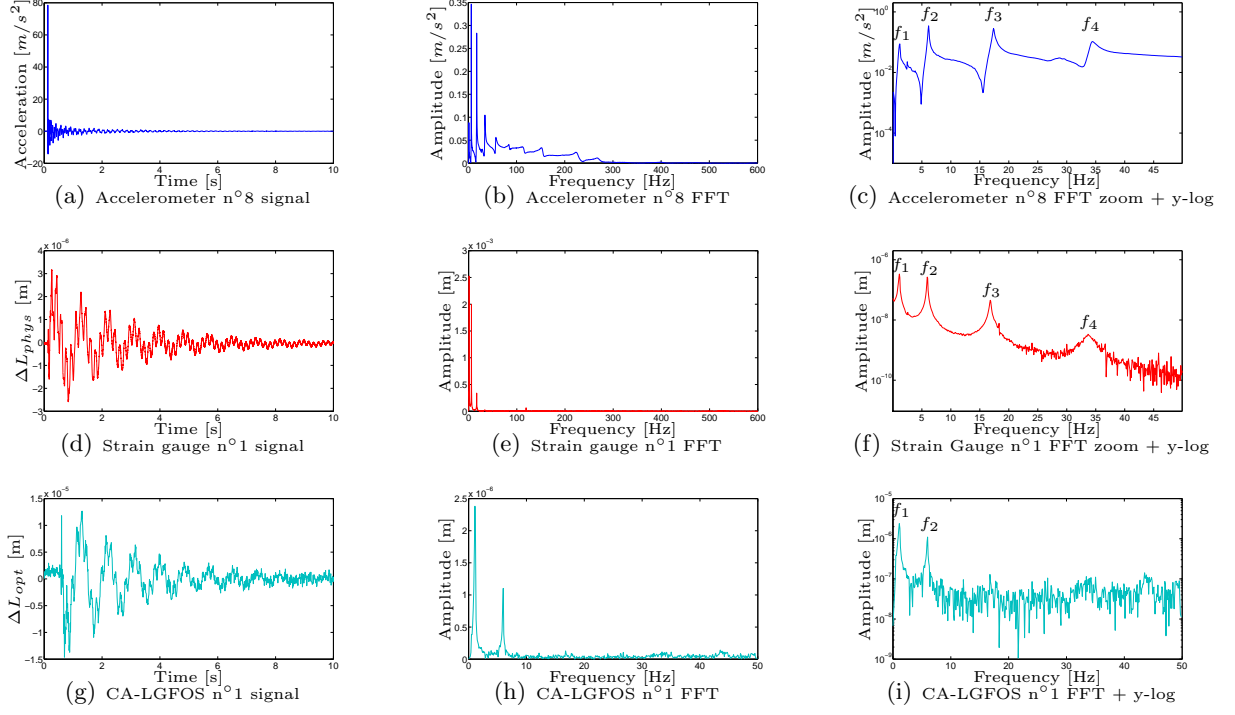 Acceleration [m/s²]
80
60
40
20
0
−20
0 2 4 6 8 10
Time [s]
(a) Accelerometer n°8 signal
Amplitude [m/s²]
0.35
0.3
0.25
0.2
0.15
0.1
0.05
0
0 100 200 300 400 500 600
Frequency [Hz]
(b) Accelerometer n°8 FFT
Amplitude [m/s²]
10⁰
10⁻²
10⁻⁴
f1 f2 f3 f4
5 10 15 20 25 30 35 40 45
Frequency [Hz]
(c) Accelerometer n°8 FFT zoom + y-log
ΔLphys [m]
x 10⁻⁶
4
3
2
1
0
−1
−2
−3
0 2 4 6 8 10
Time [s]
(d) Strain gauge n°1 signal
Amplitude [m]
x 10⁻³
3
2.5
2
1.5
1
0.5
0
0 100 200 300 400 500 600
Frequency [Hz]
(e) Strain gauge n°1 FFT
Amplitude [m]
10⁻⁶
10⁻⁸
10⁻¹⁰
f1 f2 f3 f4
5 10 15 20 25 30 35 40 45
Frequency [Hz]
(f) Strain Gauge n°1 FFT zoom + y-log
ΔLopt [m]
x 10⁻⁵
1.5
1
0.5
0
−0.5
−1
−1.5
0 2 4 6 8 10
Time [s]
(g) CA-LGFOS n°1 signal
Amplitude [m]
x 10⁻⁶
2.5
2
1.5
1
0.5
0
0 10 20 30 40 50
Frequency [Hz]
(h) CA-LGFOS n°1 FFT
Amplitude [m]
10⁻⁵
10⁻⁶
10⁻⁷
10⁻⁸
10⁻⁹
f1 f2
0 10 20 30 40 50
Frequency [Hz]
(i) CA-LGFOS n°1 FFT + y-log